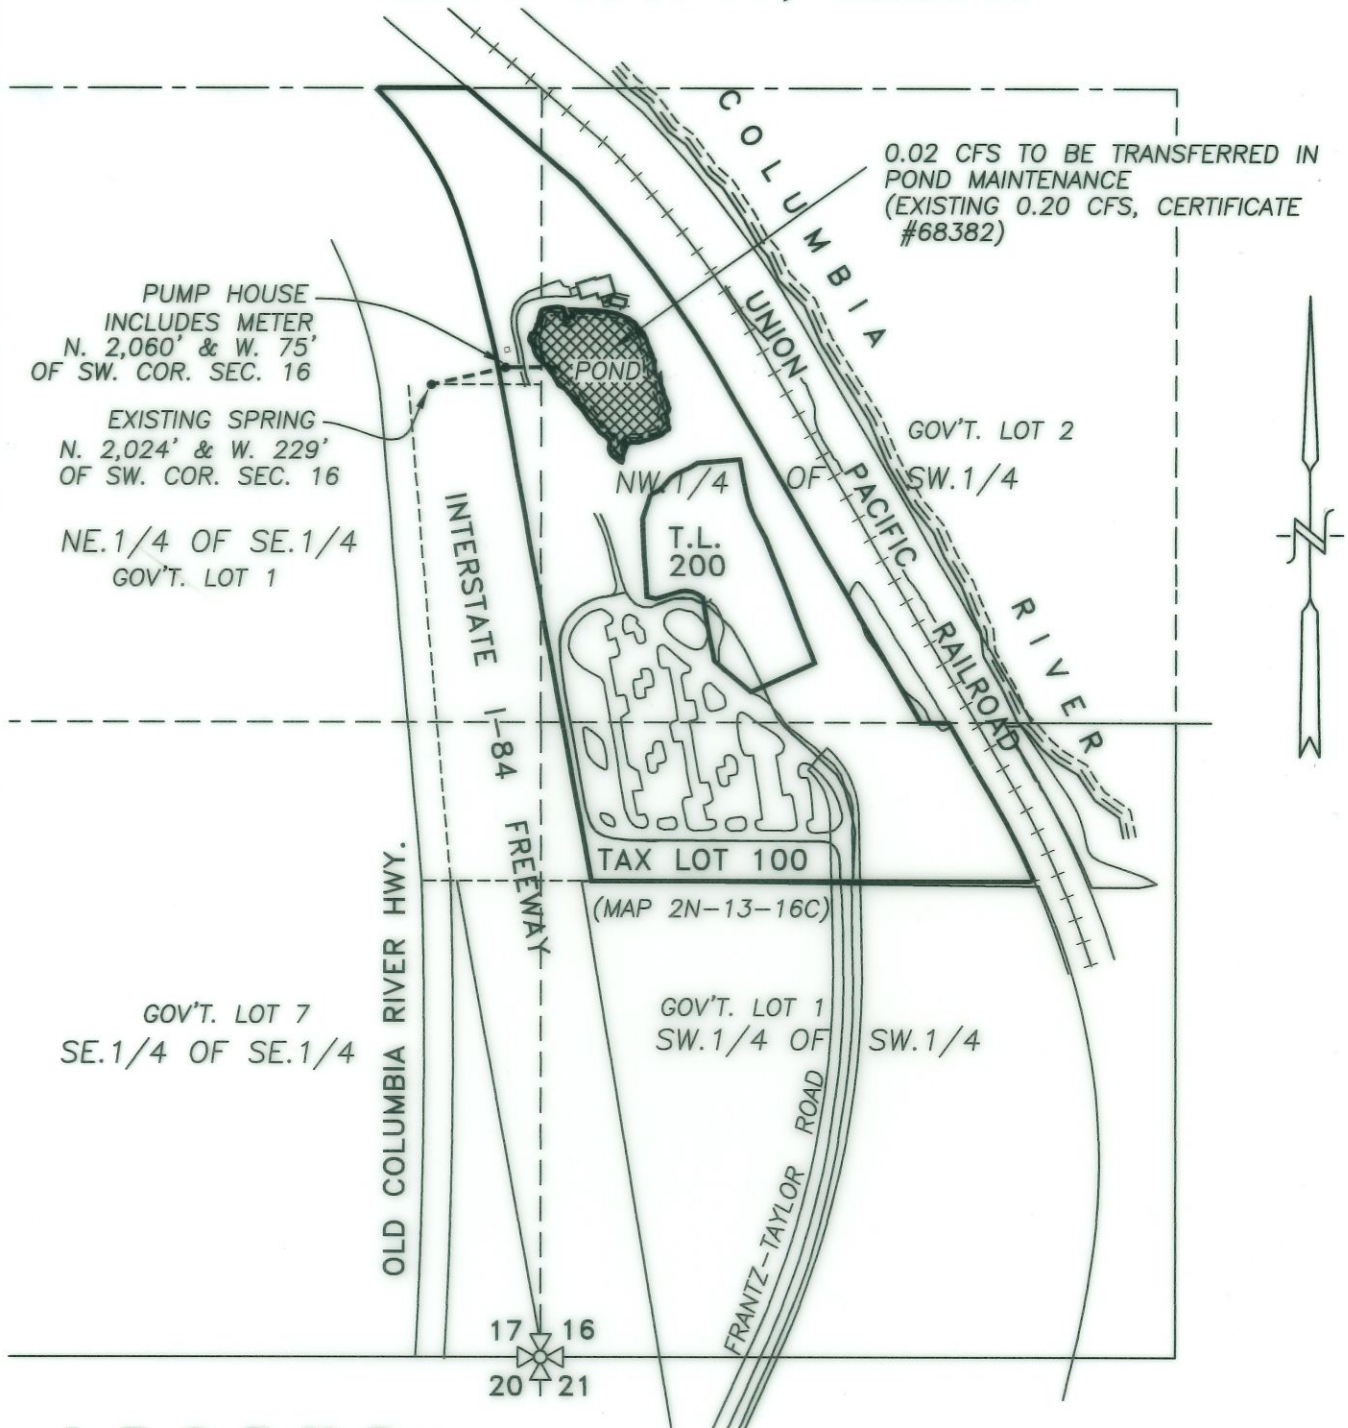 COLUMBIA
0.02 CFS TO BE TRANSFERRED IN
POND MAINTENANCE
(EXISTING 0.20 CFS, CERTIFICATE
#68382)
PUMP HOUSE
INCLUDES METER
N. 2,060' & W. 75'
OF SW. COR. SEC. 16
UNION PACIFIC RAILROAD
POND
EXISTING SPRING
N. 2,024' & W. 229'
OF SW. COR. SEC. 16
GOV'T. LOT 2
NW.1/4 OF SW.1/4
NE.1/4 OF SE.1/4
GOV'T. LOT 1
INTERSTATE I-84 FREEWAY
T.L.
200
RIVER
TAX LOT 100
(MAP 2N-13-16C)
OLD COLUMBIA RIVER HWY.
GOV'T. LOT 7
SE.1/4 OF SE.1/4
GOV'T. LOT 1
SW.1/4 OF SW.1/4
FRANTZ-TAYLOR ROAD
17 16
20 21
N